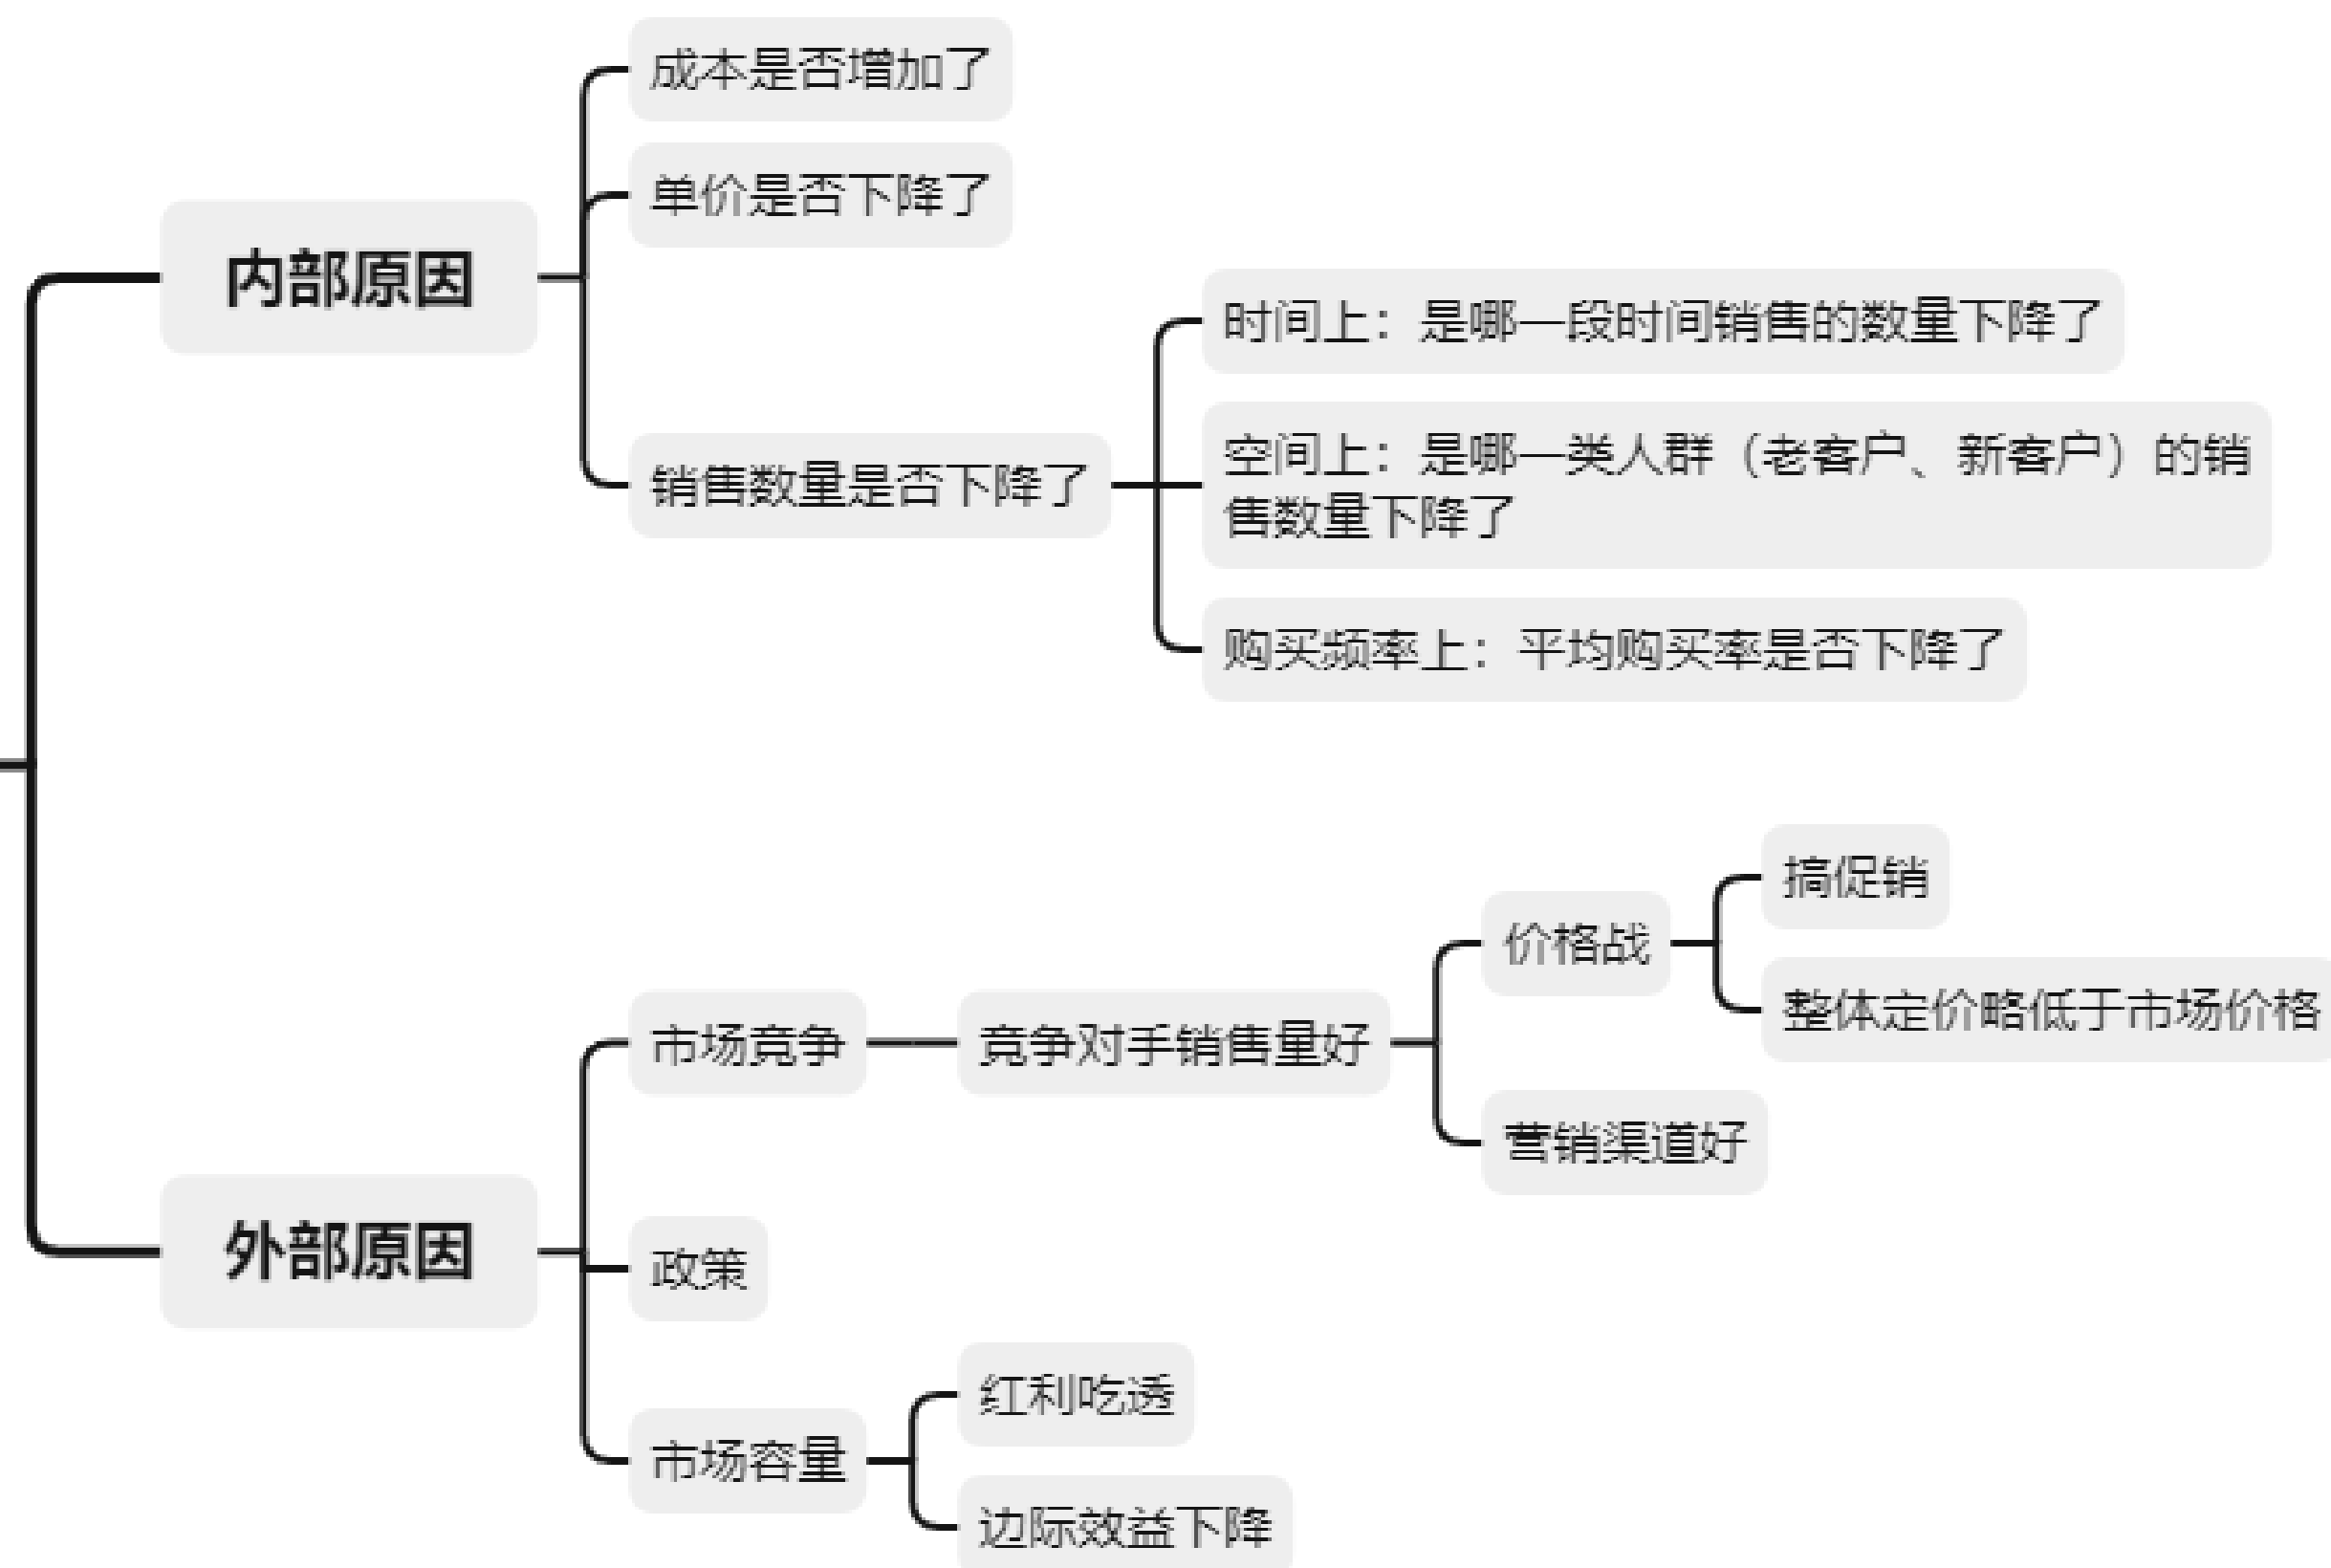 内部原因
成本是否增加了
单价是否下降了
销售数量是否下降了
时间上：是哪一段时间销售的数量下降了
空间上：是哪一类人群（老客户、新客户）的销
售数量下降了
购买频率上：平均购买率是否下降了
外部原因
市场竞争
竞争对手销售量好
价格战
搞促销
整体定价略低于市场价格
营销渠道好
政策
市场容量
红利吃透
边际效益下降